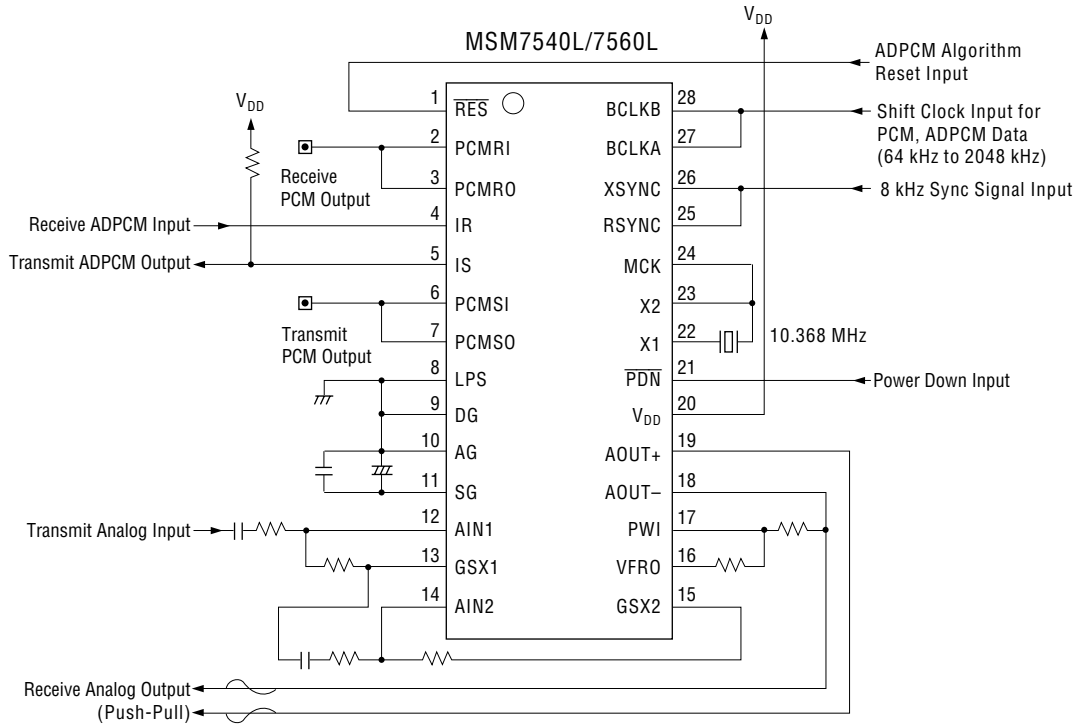 MSM7540L/7560L
VDD
ADPCM Algorithm
Reset Input
VDD
1
RES
BCLKB
28
Shift Clock Input for
PCM, ADPCM Data
(64 kHz to 2048 kHz)
2
PCMRI
BCLKA
27
Receive
PCM Output
3
PCMRO
XSYNC
26
8 kHz Sync Signal Input
Receive ADPCM Input
4
IR
RSYNC
25
Transmit ADPCM Output
5
IS
MCK
24
6
PCMSI
X2
23
Transmit
PCM Output
7
PCMSO
X1
22
10.368 MHz
8
LPS
PDN
21
Power Down Input
9
DG
VDD
20
10
AG
AOUT+
19
11
SG
AOUT–
18
Transmit Analog Input
12
AIN1
PWI
17
13
GSX1
VFRO
16
14
AIN2
GSX2
15
Receive Analog Output
(Push-Pull)